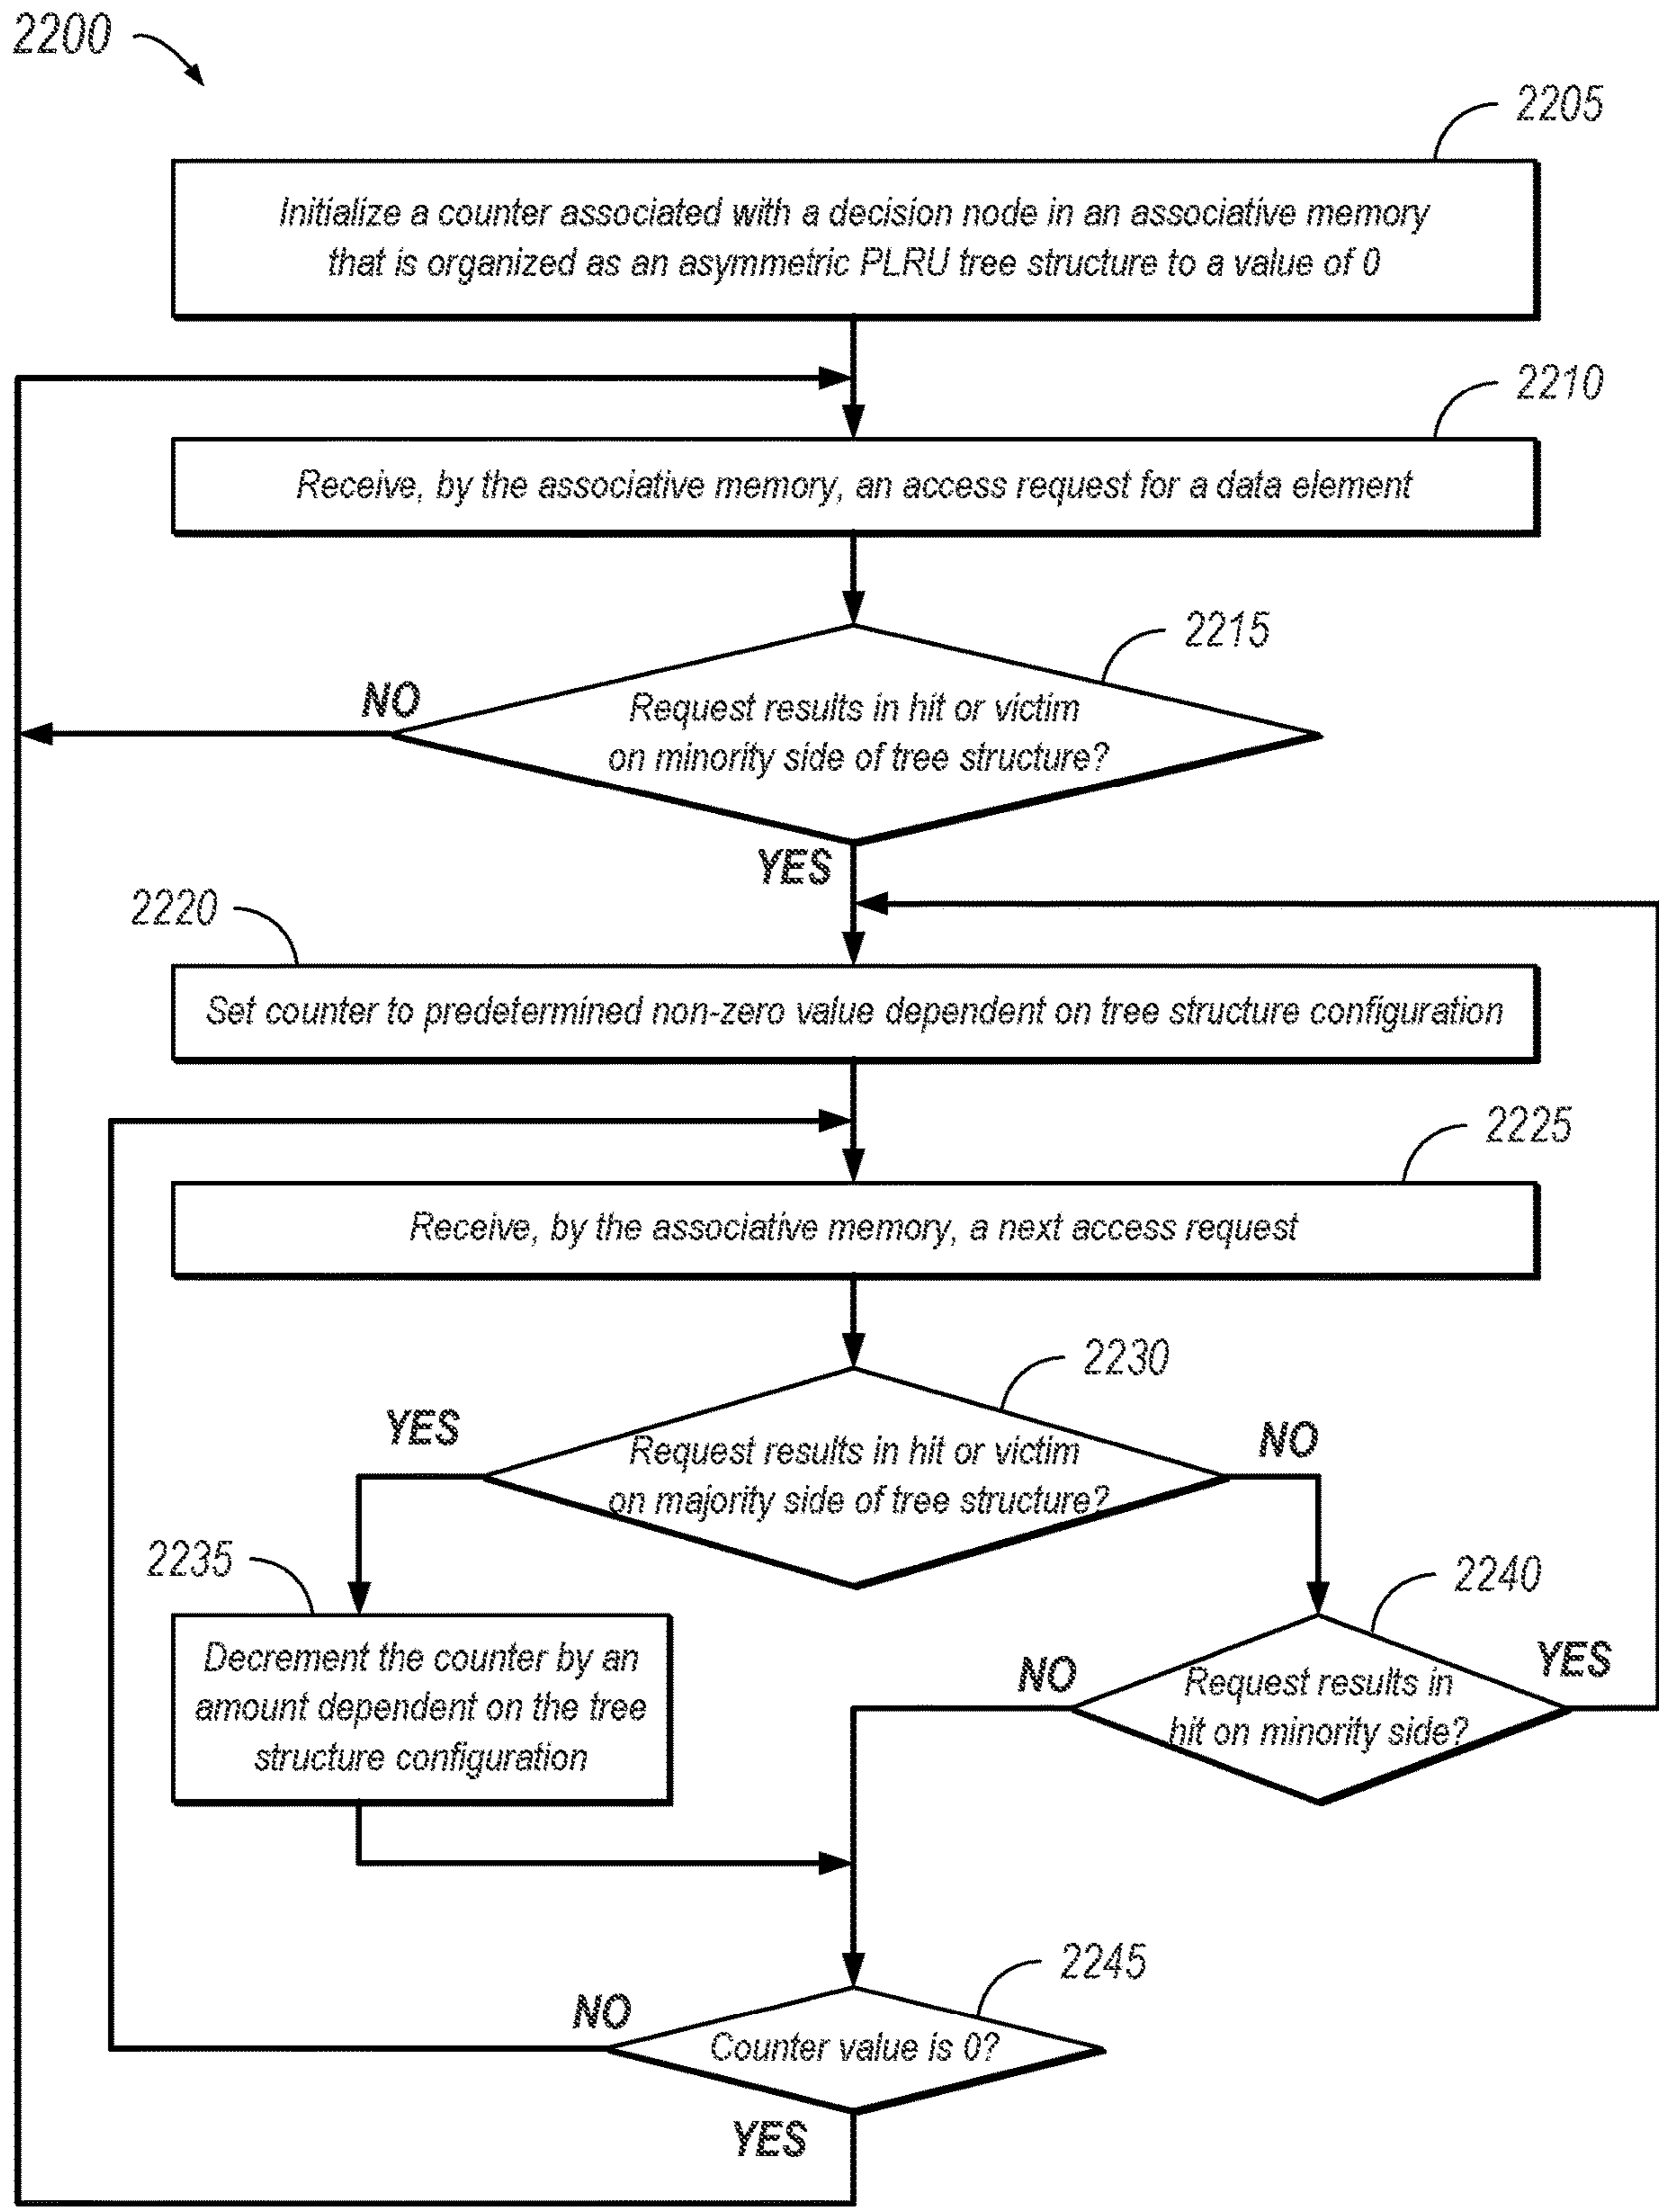 2200
2205
Initialize a counter associated with a decision node in an associative memory
that is organized as an asymmetric PLRU tree structure to a value of 0
2210
Receive, by the associative memory, an access request for a data element
2215
NO
Request results in hit or victim
on minority side of tree structure?
YES
2220
Set counter to predetermined non-zero value dependent on tree structure configuration
2225
Receive, by the associative memory, a next access request
2230
YES
NO
Request results in hit or victim
on majority side of tree structure?
2235
2240
Decrement the counter by an
amount dependent on the tree
structure configuration
NO
YES
Request results in
hit on minority side?
2245
NO
Counter value is 0?
YES